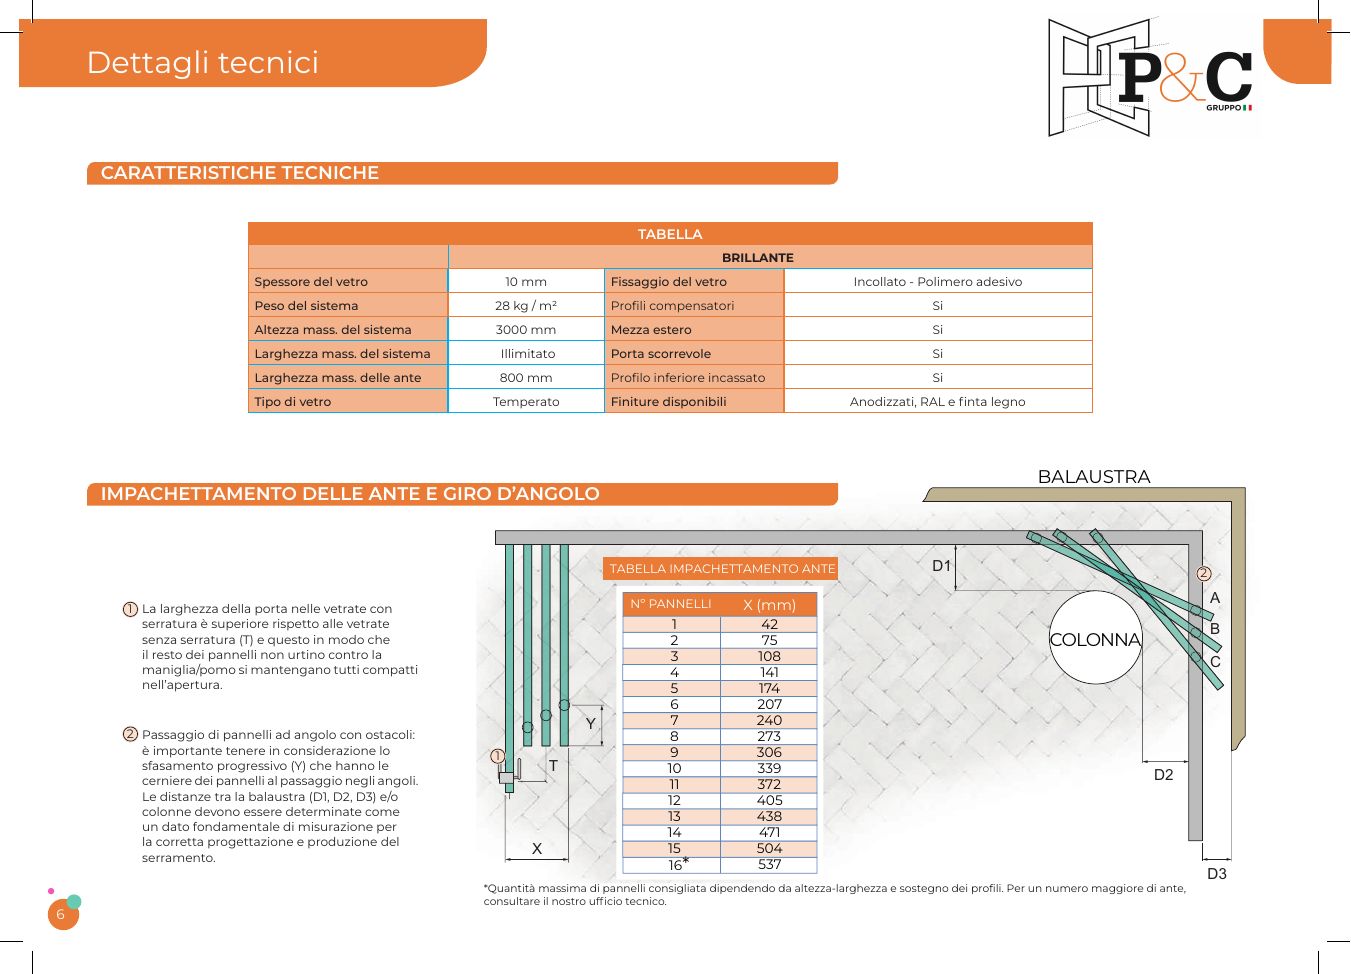 Dettagli tecnici
P&C
GRUPPO
CARATTERISTICHE TECNICHE
TABELLA
BRILLANTE
Spessore del vetro 10 mm Fissaggio del vetro Incollato - Polimero adesivo
Peso del sistema 28 kg / m² Profili compensatori Si
Altezza mass. del sistema 3000 mm Mezza estero Si
Larghezza mass. del sistema Illimitato Porta scorrevole Si
Larghezza mass. delle ante 800 mm Profilo inferiore incassato Si
Tipo di vetro Temperato Finiture disponibili Anodizzati, RAL e finta legno
IMPACHETTAMENTO DELLE ANTE E GIRO D’ANGOLO
1 La larghezza della porta nelle vetrate con
serratura è superiore rispetto alle vetrate
senza serratura (T) e questo in modo che
il resto dei pannelli non urtino contro la
maniglia/pomo si mantengano tutti compatti
nell’apertura.
2 Passaggio di pannelli ad angolo con ostacoli:
è importante tenere in considerazione lo
sfasamento progressivo (Y) che hanno le
cerniere dei pannelli al passaggio negli angoli.
Le distanze tra la balaustra (D1, D2, D3) e/o
colonne devono essere determinate come
un dato fondamentale di misurazione per
la corretta progettazione e produzione del
serramento.
1
Y
T
X
TABELLA IMPACHETTAMENTO ANTE
Nº PANNELLI X (mm)
1 42
2 75
3 108
4 141
5 174
6 207
7 240
8 273
9 306
10 339
11 372
12 405
13 438
14 471
15 504
16* 537
BALAUSTRA
D1
2
A
B
C
COLONNA
D2
D3
*Quantità massima di pannelli consigliata dipendendo da altezza-larghezza e sostegno dei profili. Per un numero maggiore di ante,
consultare il nostro ufficio tecnico.
6